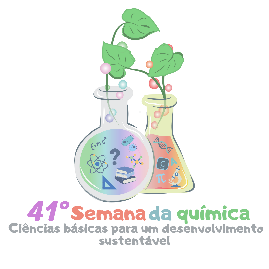 41º Semana da química
Ciências básicas para um desenvolvimento
sustentável